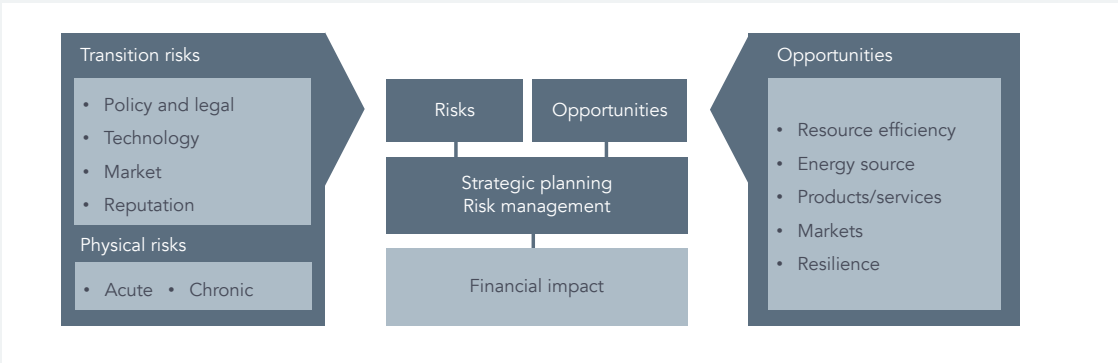 Transition risks
• Policy and legal
• Technology
• Market
• Reputation
Physical risks
• Acute • Chronic
Risks
Opportunities
Strategic planning
Risk management
Financial impact
Opportunities
• Resource efficiency
• Energy source
• Products/services
• Markets
• Resilience